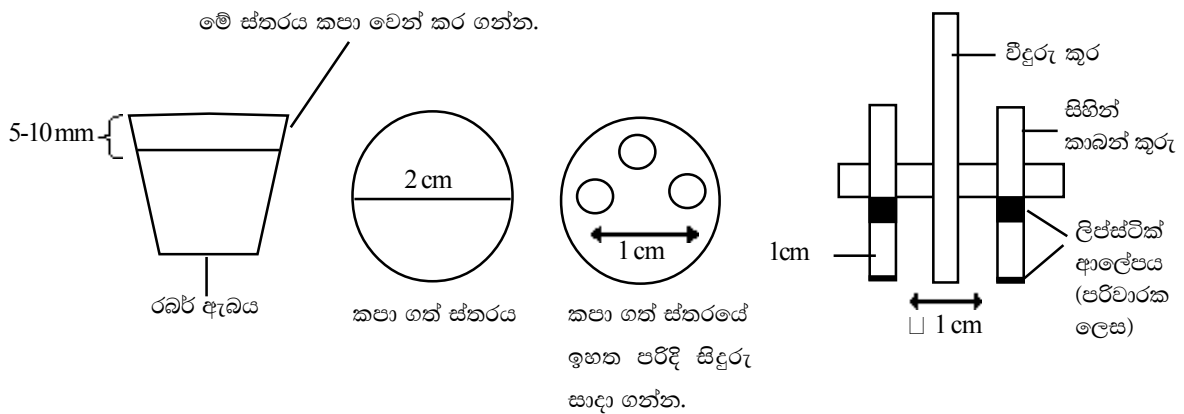 මේ ස්තරය කපා වෙන් කර ගන්න.
5-10 mm
රබර් ඇබය
2 cm
කපා ගත් ස්තරය
1 cm
කපා ගත් ස්තරයේ
ඉහත පරිදි සිදුරු
සාදා ගන්න.
වීදුරු කූර
සිහින්
කාබන් කූරු
1cm
ලිප්ස්ටික්
ආලේපය
(පරිවාරක
ලෙස)
□ 1 cm